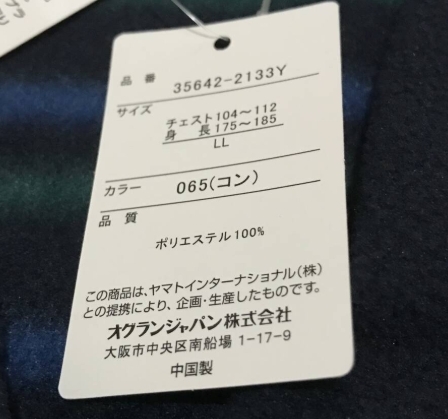 品番 35642-2133Y
サイズ
チェスト104〜112
身長175〜185
LL
カラー 065(コン)
品質
ポリエステル100%
この商品は、ヤマトインターナショナル(株)
との提携により、企画・生産したものです。
オグランジャパン株式会社
大阪市中央区南船場 1-17-9
中国製